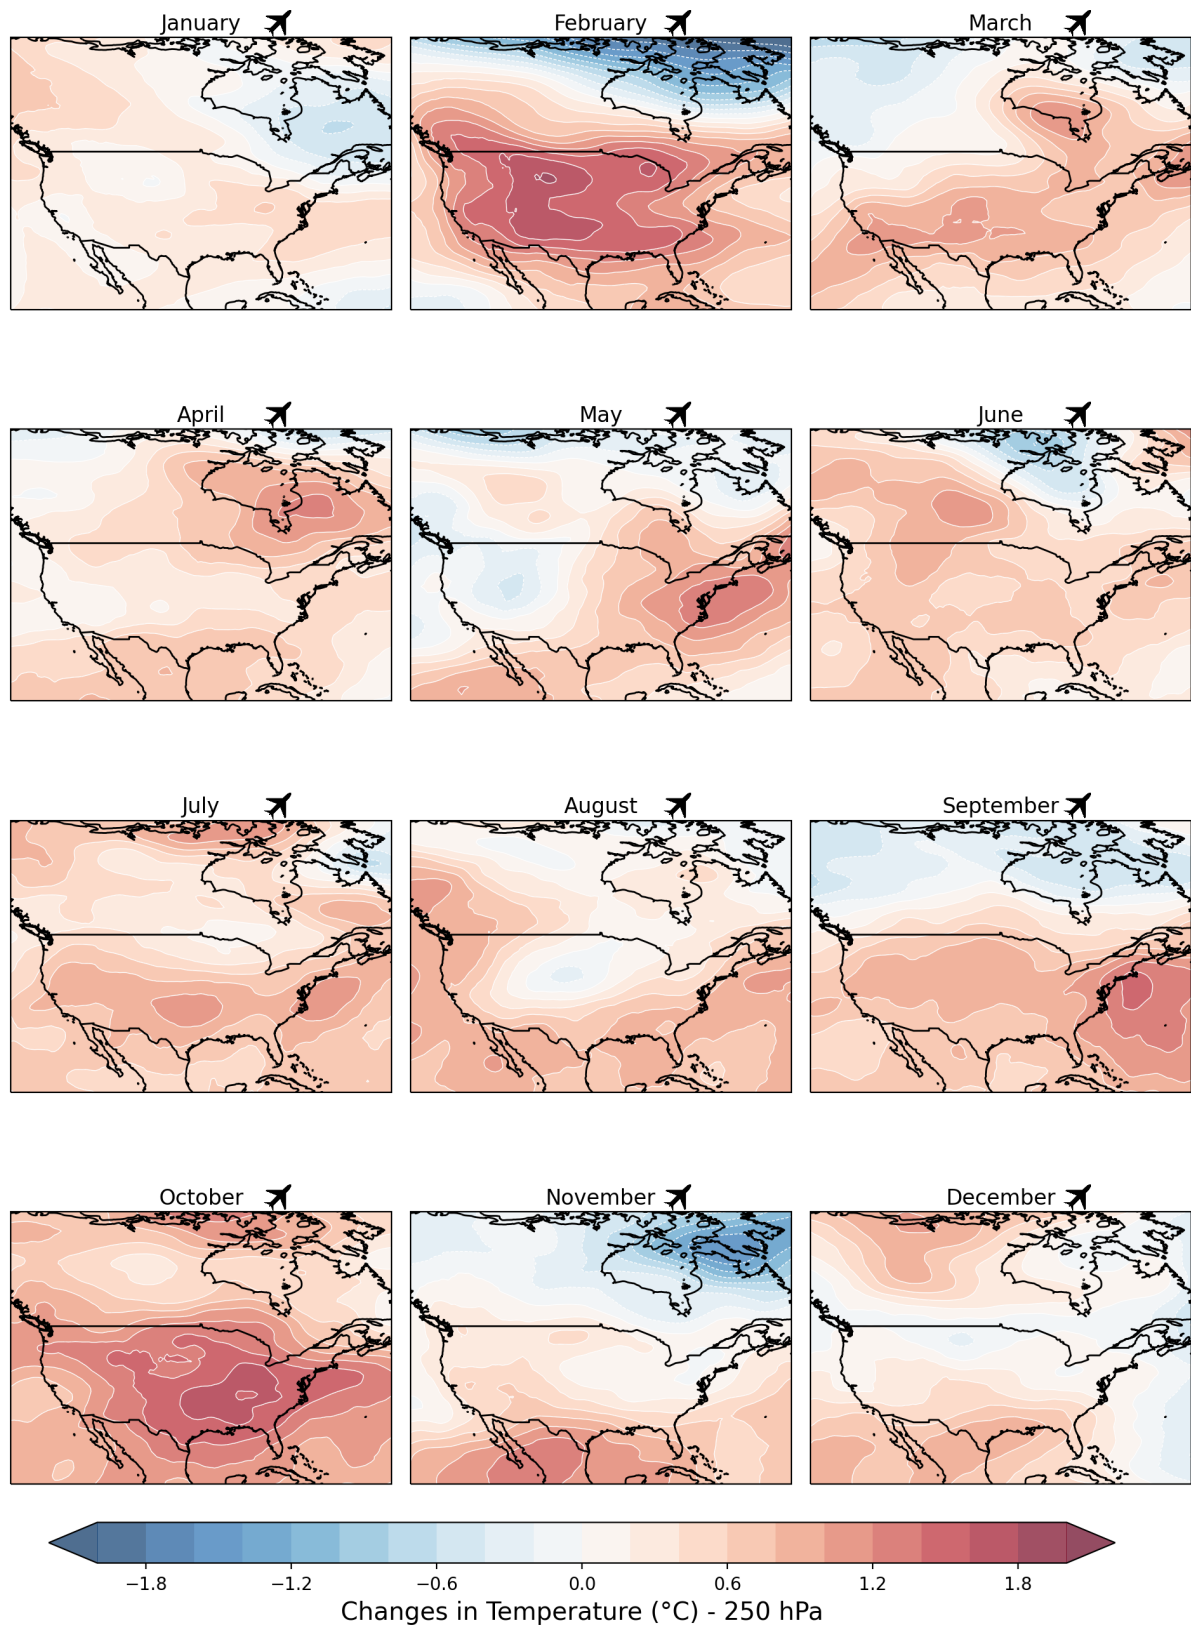 January
February
March
April
May
June
July
August
September
October
November
December
−1.8
−1.2
−0.6
0.0
0.6
1.2
1.8
Changes in Temperature (°C) - 250 hPa